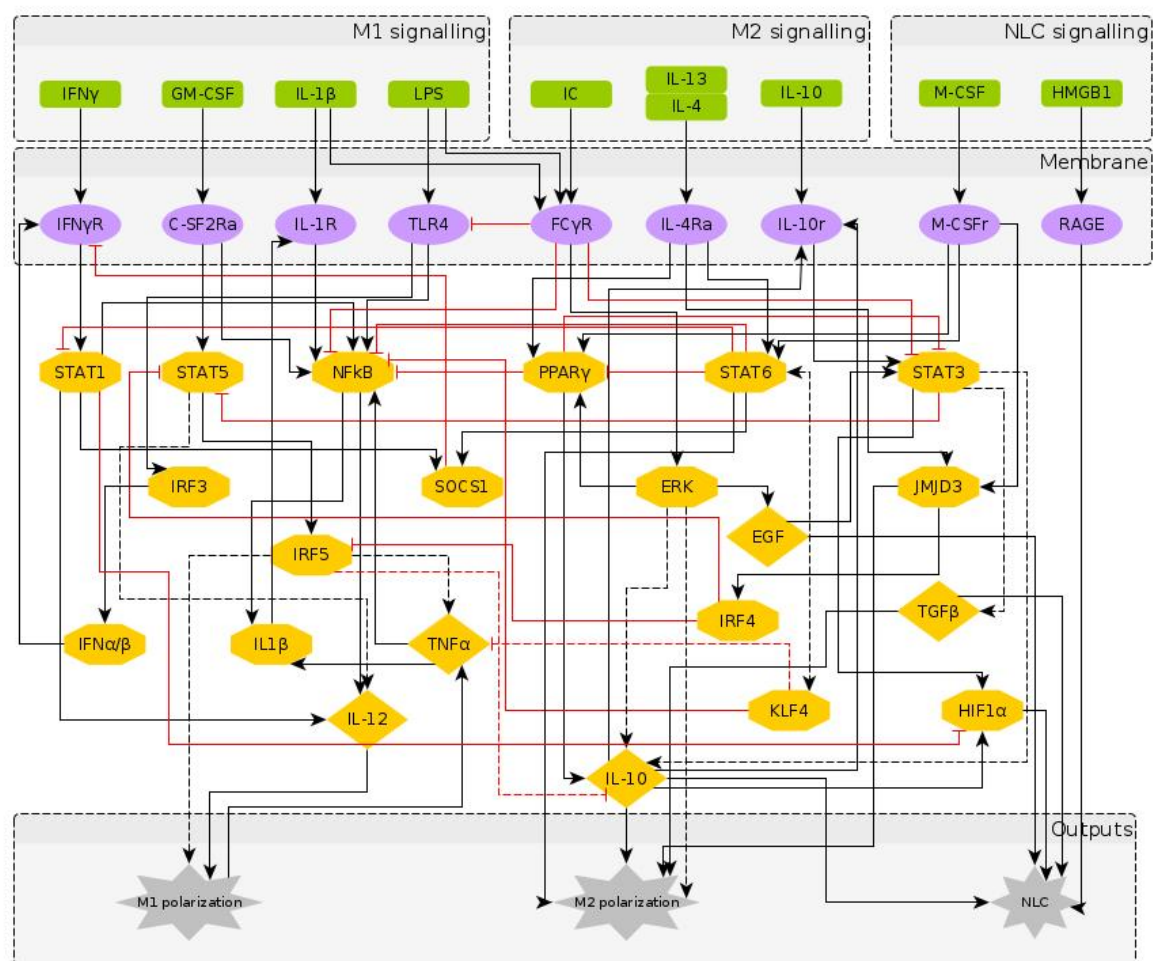 M1 signalling
M2 signalling
NLC signalling
IFNγ
GM-CSF
IL-1β
LPS
IC
IL-13
IL-4
IL-10
M-CSF
HMGB1
Membrane
IFNγR
C-SF2Ra
IL-1R
TLR4
FCγR
IL-4Ra
IL-10r
M-CSFr
RAGE
STAT1
STAT5
NFkB
PPARγ
STAT6
STAT3
IRF3
SOCS1
ERK
JMJD3
EGF
IRF5
IRF4
TGFβ
IFNα/β
IL1β
TNFα
KLF4
HIF1α
IL-12
IL-10
Outputs
M1 polarization
M2 polarization
NLC